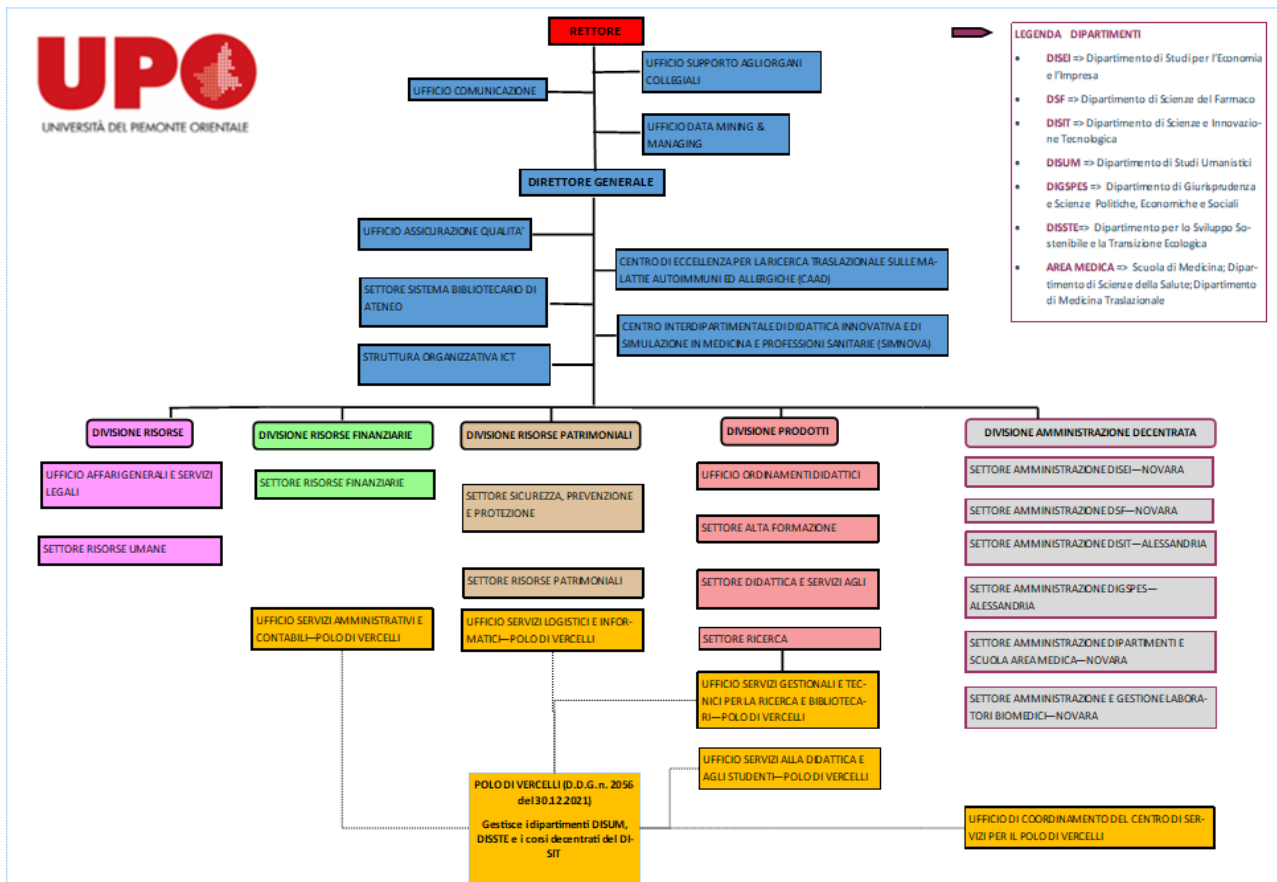 UPO
UNIVERSITÀ DEL PIEMONTE ORIENTALE
RETTORE
UFFICIO SUPPORTO AGLI ORGANI
COLLEGIALI
UFFICIO COMUNICAZIONE
UFFICIO DATA MINING &
MANAGING
DIRETTORE GENERALE
UFFICIO ASSICURAZIONE QUALITA’
CENTRO DI ECCELLENZA PER LA RICERCA TRASLAZIONALE SULLE MA-
LATTIE AUTOIMMUNI ED ALLERGICHE (CAAD)
SETTORE SISTEMA BIBLIOTECARIO DI
ATENEO
CENTRO INTERDIPARTIMENTALE DI DIDATTICA INNOVATIVA E DI
SIMULAZIONE IN MEDICINA E PROFESSIONI SANITARIE (SIMNOVA)
STRUTTURA ORGANIZZATIVA ICT
LEGENDA DIPARTIMENTI
• DISEI => Dipartimento di Studi per l’Economia
e l’Impresa
• DSF => Dipartimento di Scienze del Farmaco
• DISIT => Dipartimento di Scienze e Innovazio-
ne Tecnologica
• DISUM => Dipartimento di Studi Umanistici
• DIGSPES => Dipartimento di Giurisprudenza
e Scienze Politiche, Economiche e Sociali
• DISSTE=> Dipartimento per lo Sviluppo So-
stenibile e la Transizione Ecologica
• AREA MEDICA => Scuola di Medicina; Dipar-
timento di Scienze della Salute; Dipartimento
di Medicina Traslazionale
DIVISIONE RISORSE
UFFICIO AFFARI GENERALI E SERVIZI
LEGALI
SETTORE RISORSE UMANE
DIVISIONE RISORSE FINANZIARIE
SETTORE RISORSE FINANZIARIE
UFFICIO SERVIZI AMMINISTRATIVI E
CONTABILI—POLO DI VERCELLI
DIVISIONE RISORSE PATRIMONIALI
SETTORE SICUREZZA, PREVENZIONE
E PROTEZIONE
SETTORE RISORSE PATRIMONIALI
UFFICIO SERVIZI LOGISTICI E INFOR-
MATICI—POLO DI VERCELLI
DIVISIONE PRODOTTI
UFFICIO ORDINAMENTI DIDATTICI
SETTORE ALTA FORMAZIONE
SETTORE DIDATTICA E SERVIZI AGLI
SETTORE RICERCA
UFFICIO SERVIZI GESTIONALI E TEC-
NICI PER LA RICERCA E BIBLIOTECA-
RI—POLO DI VERCELLI
UFFICIO SERVIZI ALLA DIDATTICA E
AGLI STUDENTI—POLO DI VERCELLI
DIVISIONE AMMINISTRAZIONE DECENTRATA
SETTORE AMMINISTRAZIONE DISEI—NOVARA
SETTORE AMMINISTRAZIONE DSF—NOVARA
SETTORE AMMINISTRAZIONE DISIT—ALESSANDRIA
SETTORE AMMINISTRAZIONE DIGSPES—
ALESSANDRIA
SETTORE AMMINISTRAZIONE DIPARTIMENTI E
SCUOLA AREA MEDICA—NOVARA
SETTORE AMMINISTRAZIONE E GESTIONE LABORA-
TORI BIOMEDICI—NOVARA
POLO DI VERCELLI (D.D.G. n. 2056
del 30.12.2021)
Gestisce i dipartimenti DISUM,
DISSTE e i corsi decentrati del DI-
SIT
UFFICIO DI COORDINAMENTO DEL CENTRO DI SER-
VIZI PER IL POLO DI VERCELLI